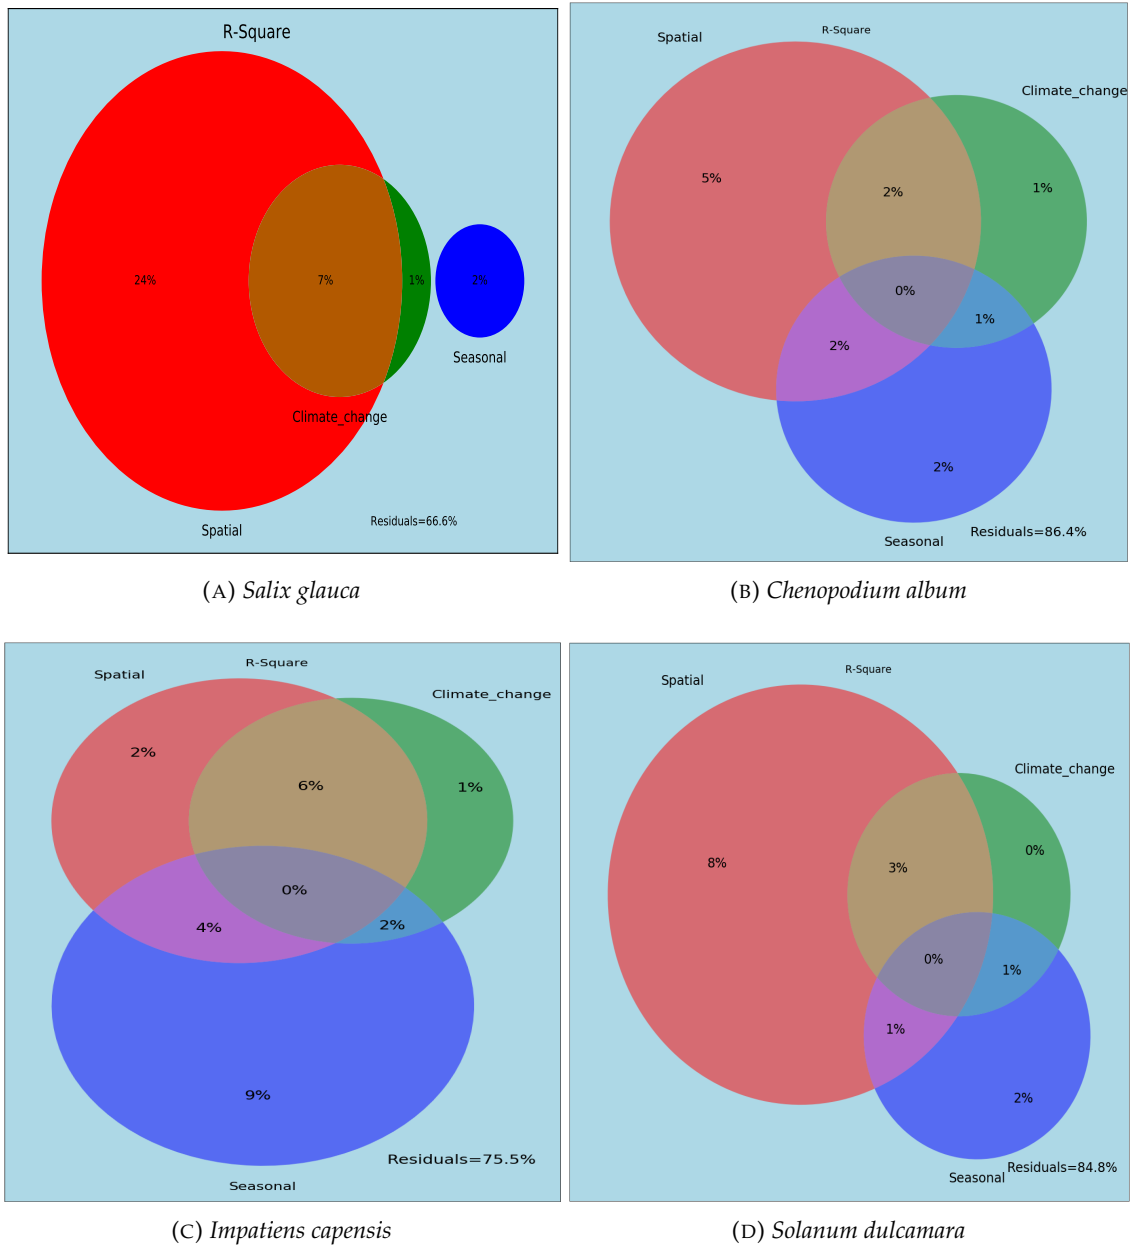 R-Square
24%
7%
1%
2%
Seasonal
Climate_change
Residuals=66.6%
Spatial
(A) Salix glauca
R-Square
Spatial
Climate_change
5%
2%
1%
0%
1%
2%
2%
Residuals=86.4%
Seasonal
(B) Chenopodium album
R-Square
Spatial
Climate_change
2%
6%
1%
0%
4%
2%
9%
Residuals=75.5%
Seasonal
(C) Impatiens capensis
R-Square
Spatial
Climate_change
0%
8%
3%
0%
1%
1%
2%
Residuals=84.8%
Seasonal
(D) Solanum dulcamara